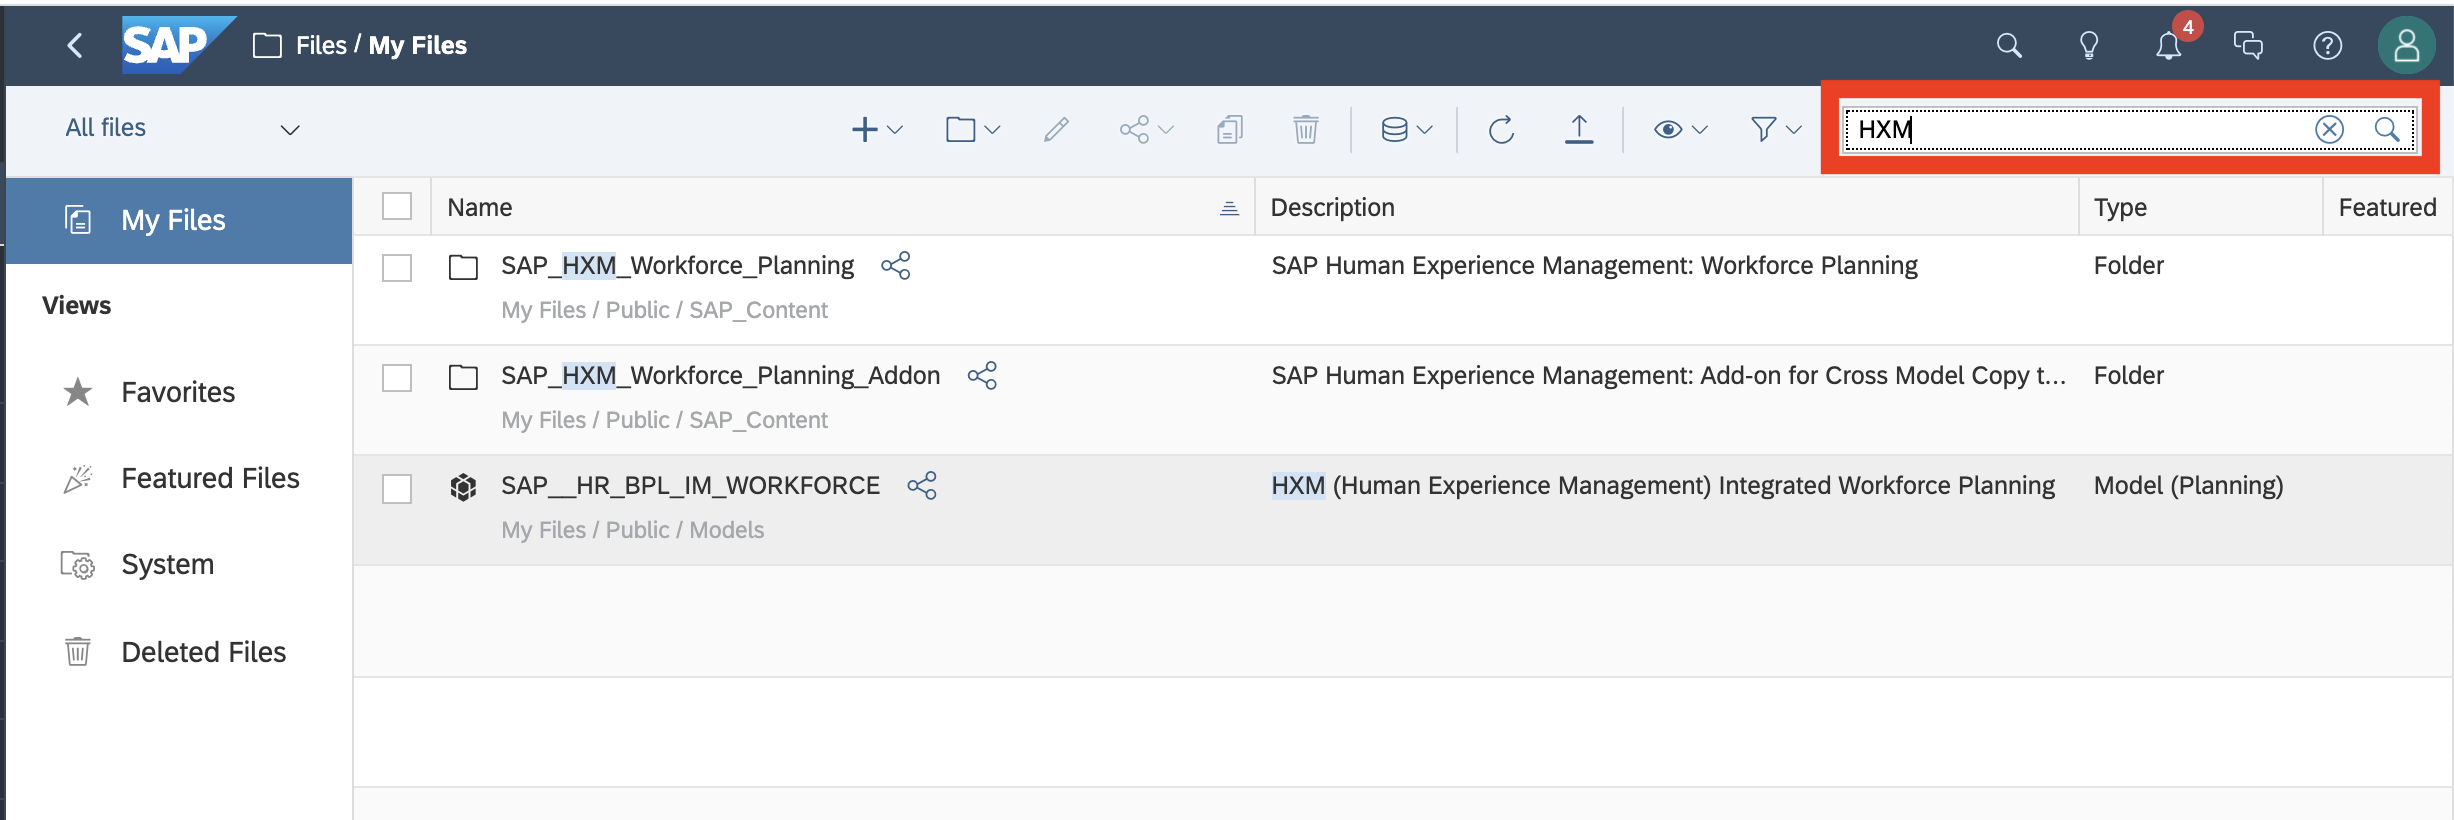 SAP Files / My Files 4
All files HXM
My Files
Views
Favorites
Featured Files
System
Deleted Files
Name Description Type Featured
SAP_HXM_Workforce_Planning SAP Human Experience Management: Workforce Planning Folder
My Files / Public / SAP_Content
SAP_HXM_Workforce_Planning_Addon SAP Human Experience Management: Add-on for Cross Model Copy t... Folder
My Files / Public / SAP_Content
SAP__HR_BPL_IM_WORKFORCE HXM (Human Experience Management) Integrated Workforce Planning Model (Planning)
My Files / Public / Models